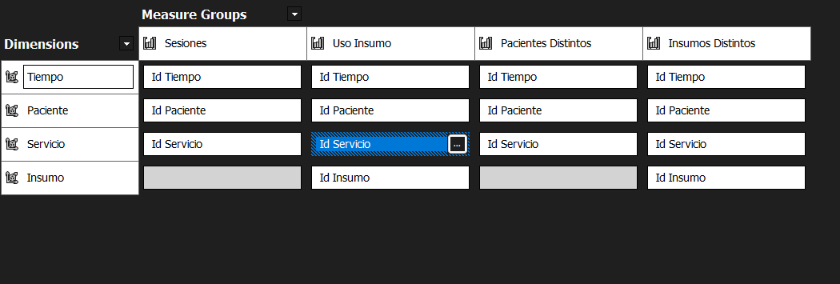 Measure Groups
Dimensions
Sesiones Uso Insumo Pacientes Distintos Insumos Distintos
Tiempo Id Tiempo Id Tiempo Id Tiempo Id Tiempo
Paciente Id Paciente Id Paciente Id Paciente Id Paciente
Servicio Id Servicio Id Servicio ... Id Servicio Id Servicio
Insumo Id Insumo Id Insumo